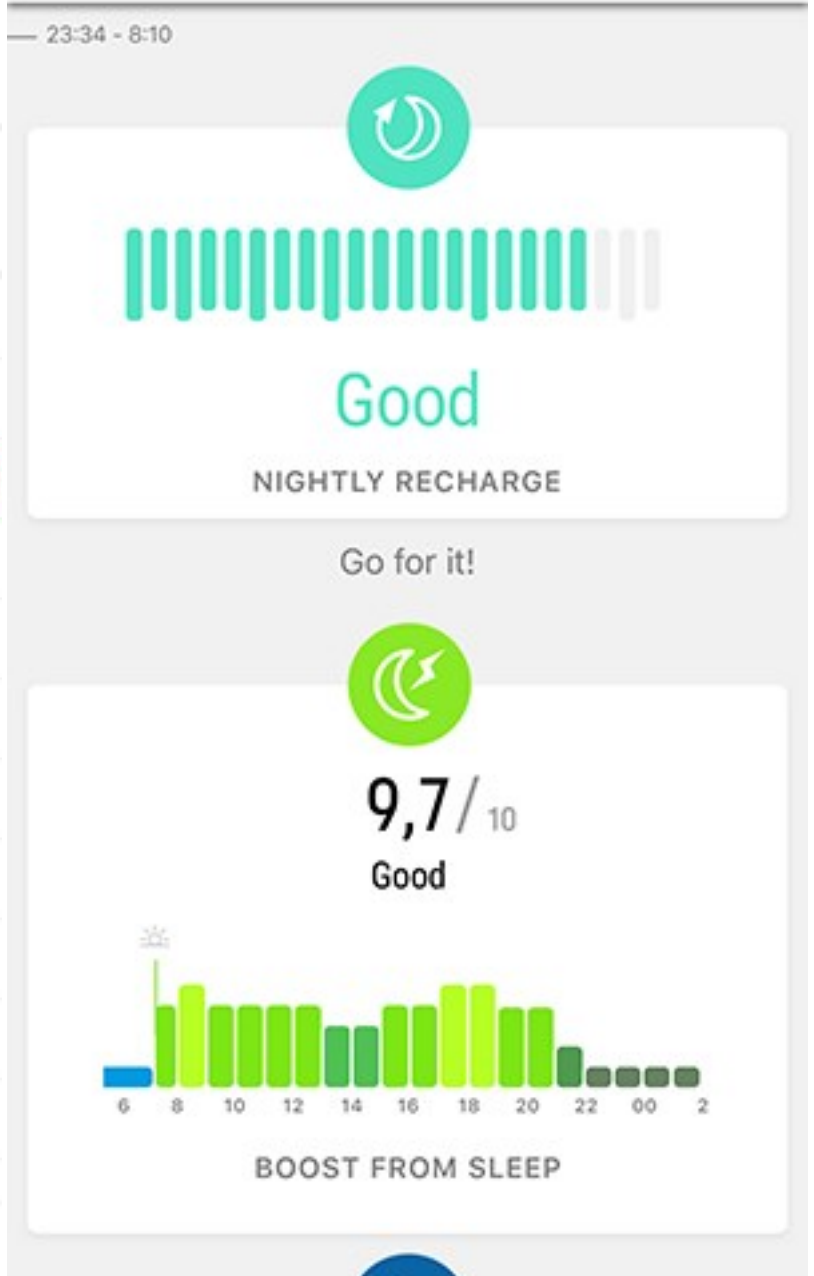 23:34 - 8:10
Good
NIGHTLY RECHARGE
Go for it!
9,7/ 10
Good
6 8 10 12 14 16 18 20 22 00 2
BOOST FROM SLEEP